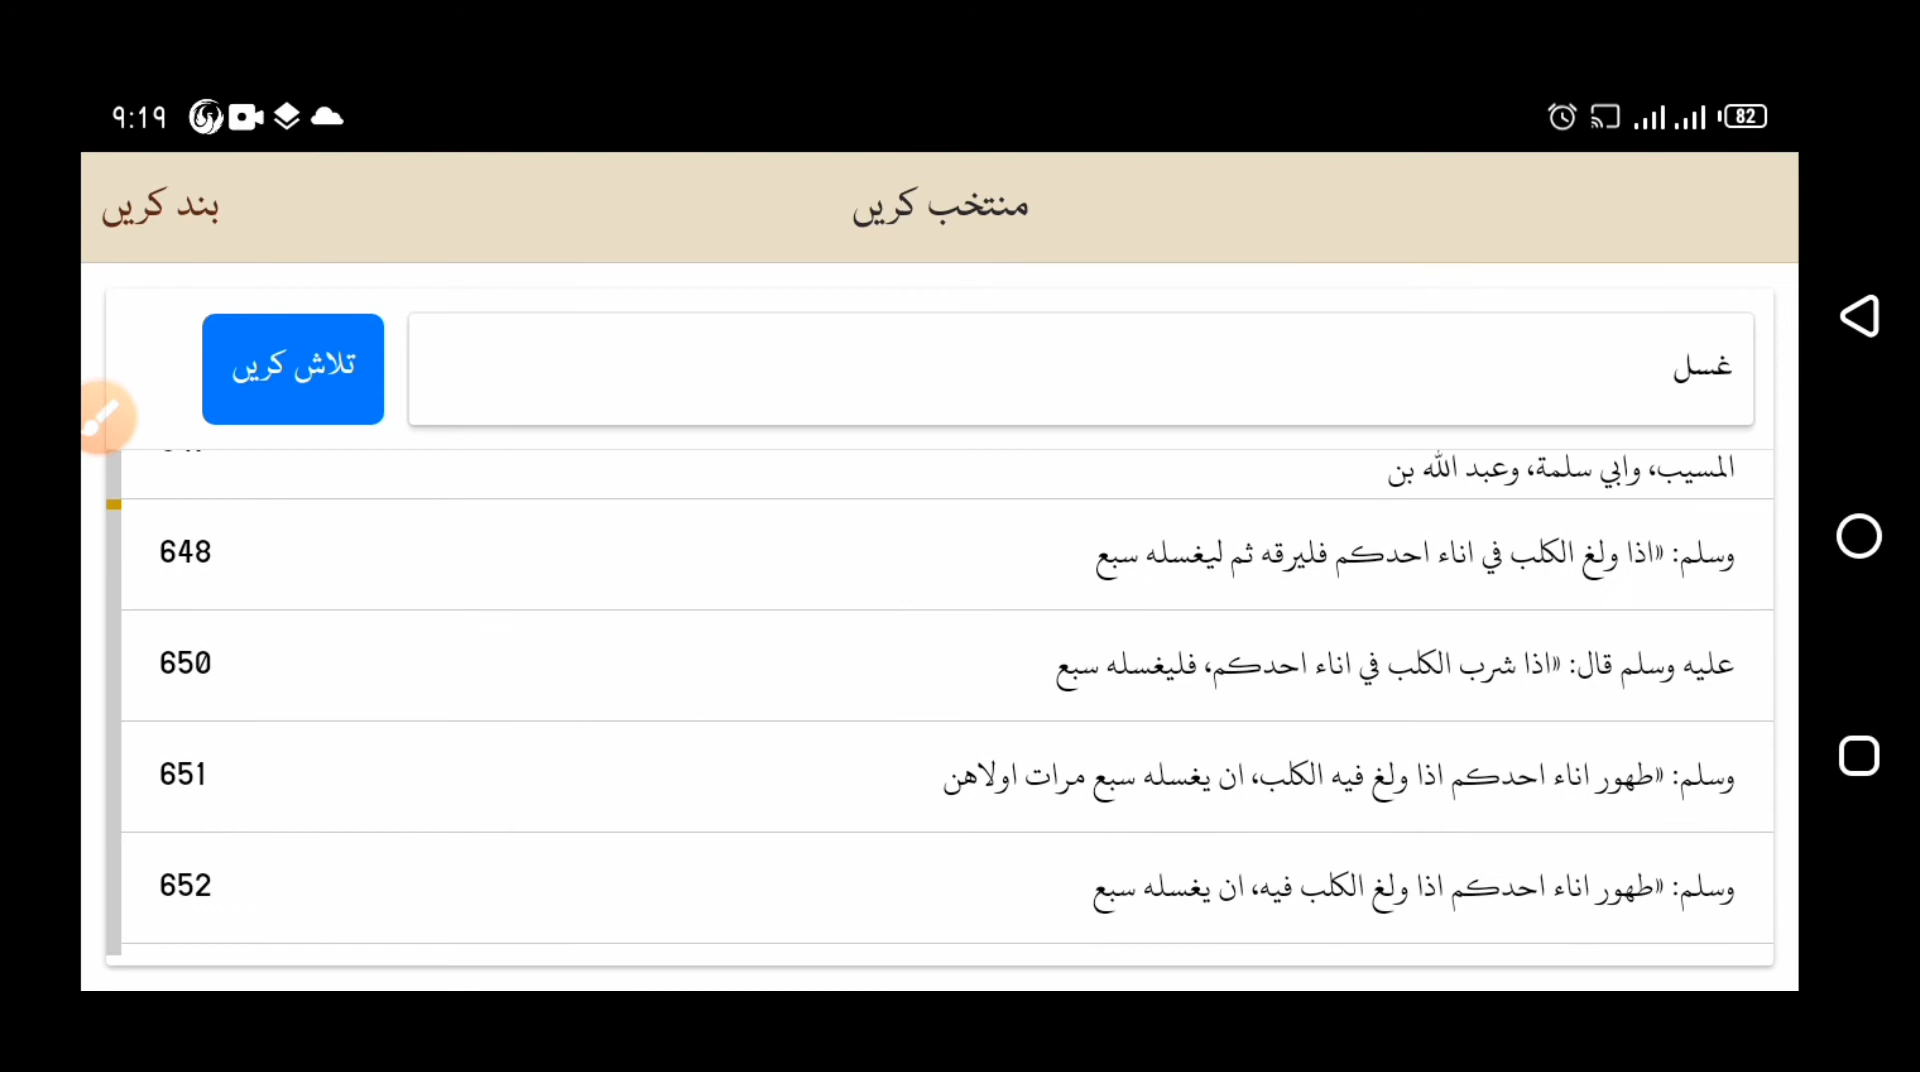 ۹:۱۹
82
منتخب کریں
بند کریں
غسل
تلاش کریں
المسيب، وابي سلمة، وعبد الله بن
وسلم: «اذا ولغ الكلب في اناء احدكم فليرقه ثم ليغسله سبع
648
عليه وسلم قال: «اذا شرب الكلب في اناء احدكم، فليغسله سبع
650
وسلم: «طهور اناء احدكم اذا ولغ فيه الكلب، ان يغسله سبع مرات اولاهن
651
وسلم: «طهور اناء احدكم اذا ولغ الكلب فيه، ان يغسله سبع
652